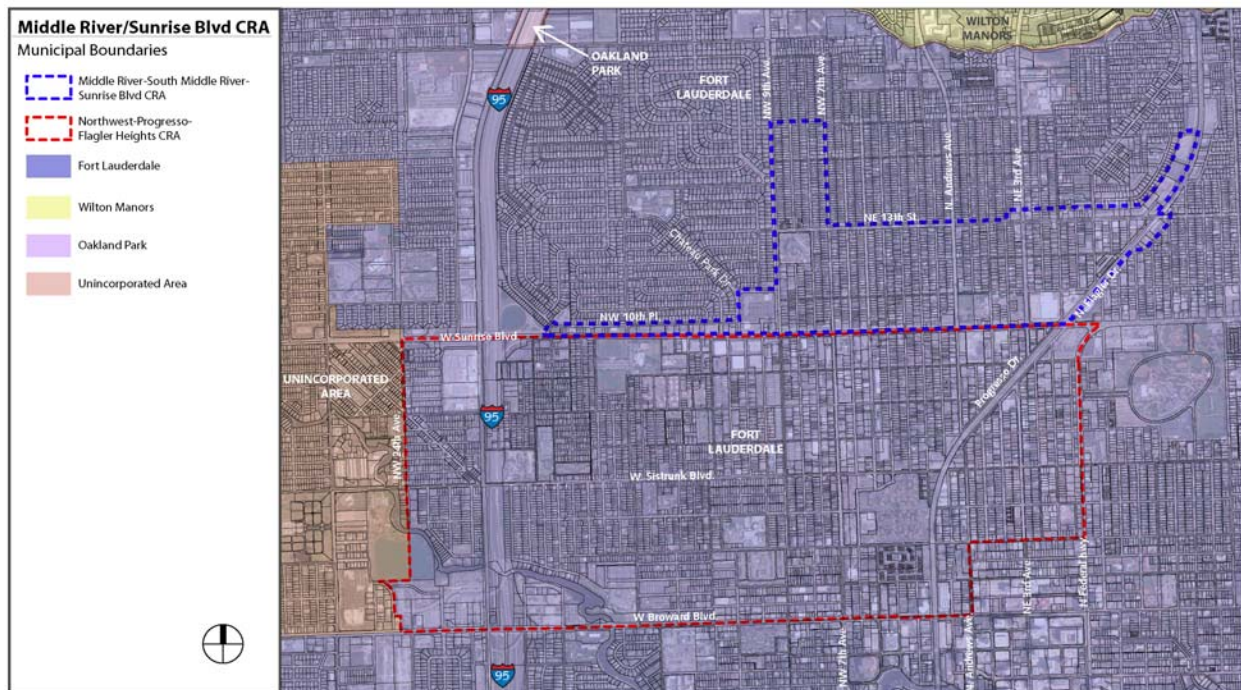 Middle River/Sunrise Blvd CRA
Municipal Boundaries
Middle River-South Middle River-
Sunrise Blvd CRA
Northwest-Progresso-
Flagler Heights CRA
Fort Lauderdale
Wilton Manors
Oakland Park
Unincorporated Area
WILTON
MANORS
OAKLAND
PARK
FORT
LAUDERDALE
NW 9th Ave.
NW 7th Ave.
95
N. Andrews Ave.
NE 3rd Ave.
NE 13th St.
Chateau Park Dr.
N Flagler Dr.
NW 10th Pl.
W Sunrise Blvd.
UNINCORPORATED
AREA
Progresso Dr.
95
NW 24th Ave.
FORT
LAUDERDALE
W. Sistrunk Blvd.
NE 3rd Ave.
N Federal Hwy.
W Broward Blvd.
NW 7th Ave.
N. Andrews Ave.
95